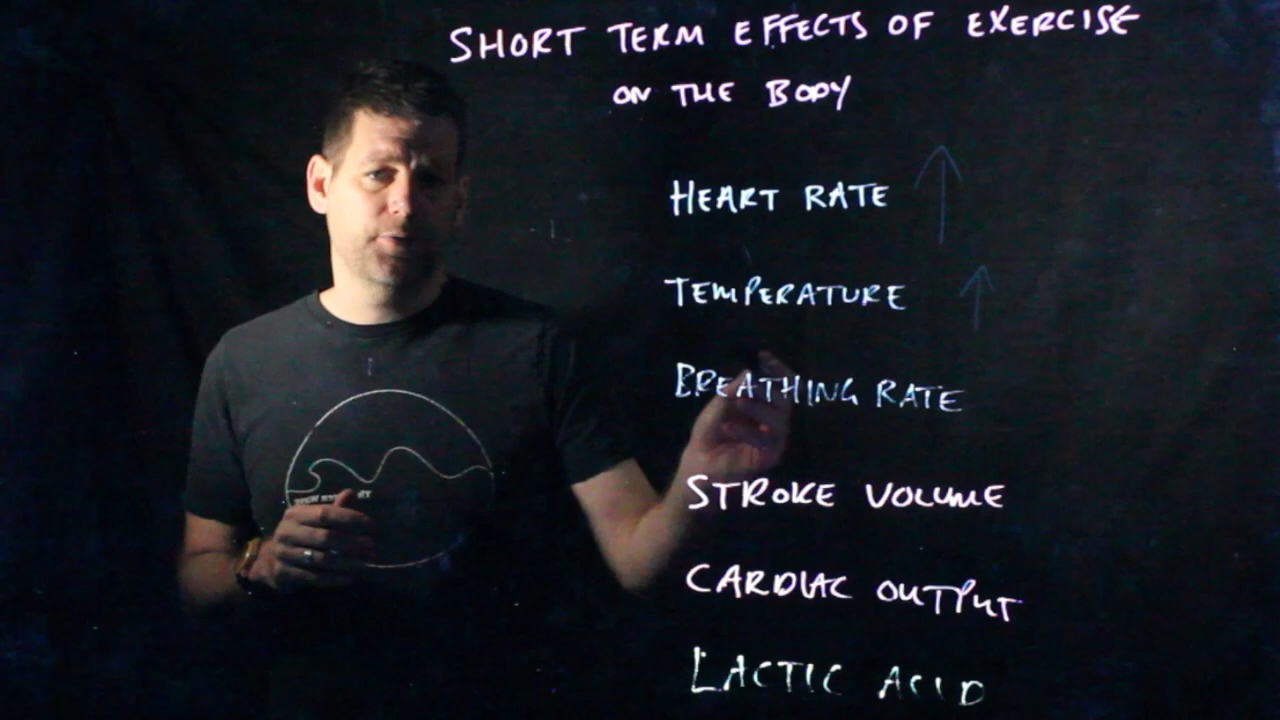 SHORT TERM EFFECTS OF EXERCISE
ON THE BODY
HEART RATE ↑
TEMPERATURE ↑
BREATHING RATE
STROKE VOLUME
CARDIAC OUTPUT
LACTIC ACID